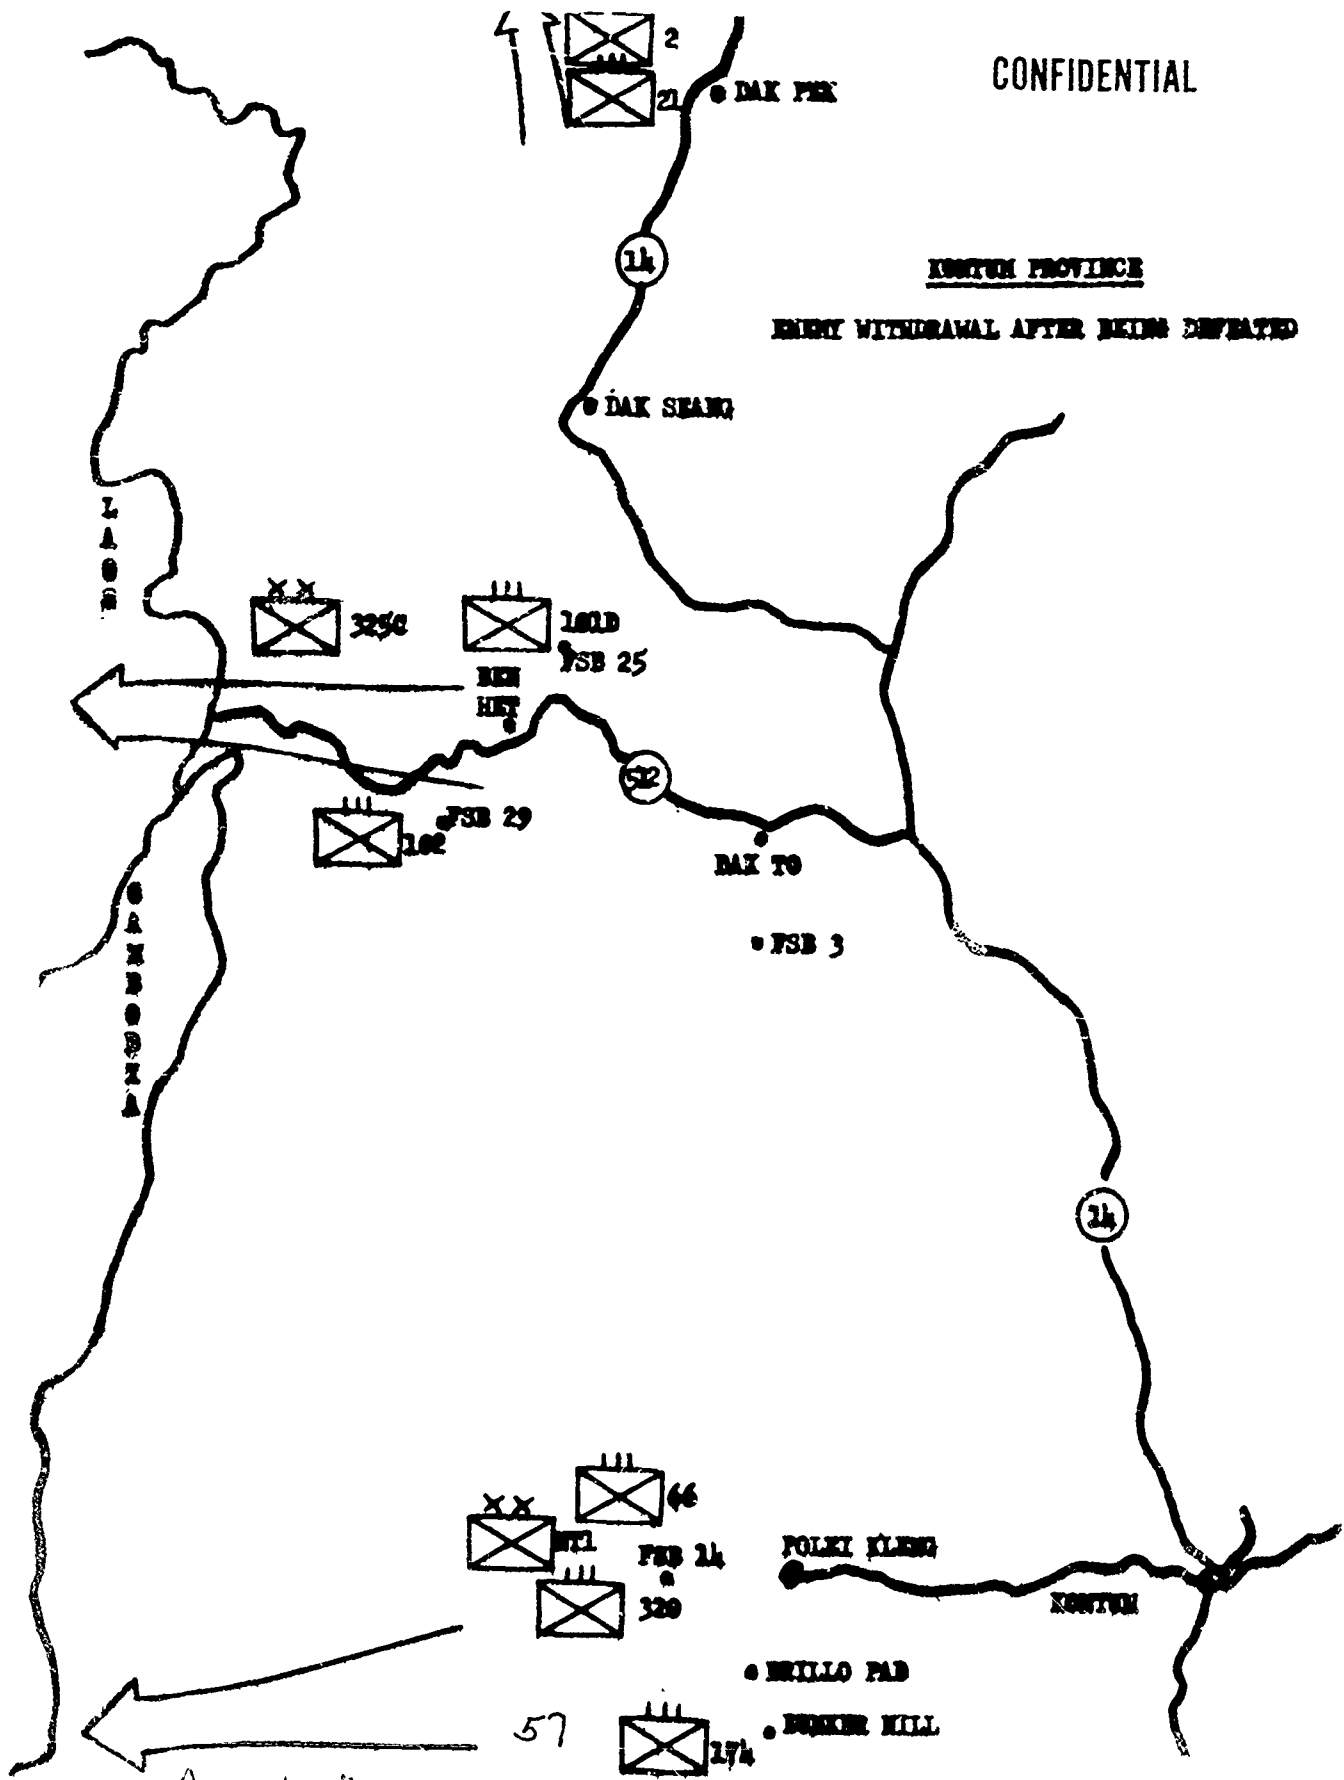 2
CONFIDENTIAL
21
DAK PEK
14
KONTUM PROVINCE
ENEMY WITHDRAWAL AFTER BEING DEFEATED
DAK SEANG
LAOS
325C
101D
FSB 25
BEN
HET
512
FSB 29
102
DAK TO
CAMBODIA
FSB 3
14
66
NT1
FSB 14
POLEI KLENG
320
KONTUM
BRILLO PAD
57
BUNKER HILL
174